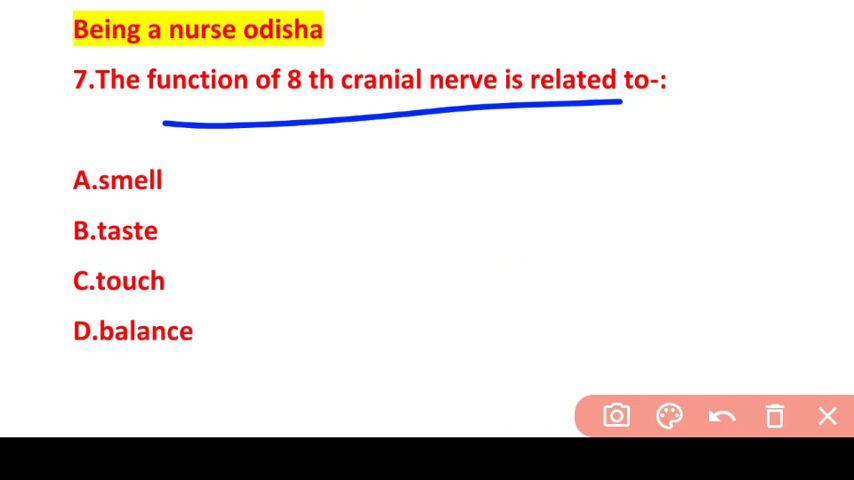 Being a nurse odisha
7.The function of 8 th cranial nerve is related to-:
A.smell
B.taste
C.touch
D.balance